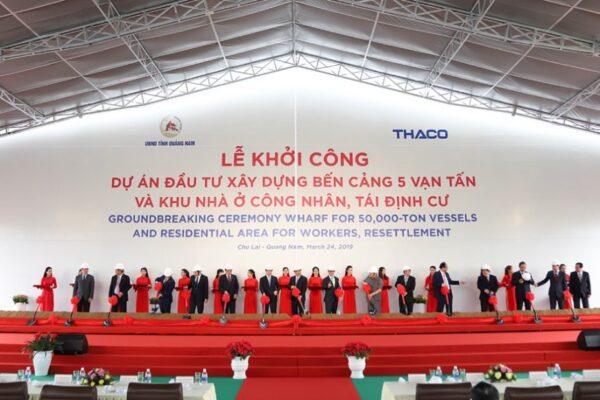 UBND TỈNH QUẢNG NAM
THACO
LỄ KHỞI CÔNG
DỰ ÁN ĐẦU TƯ XÂY DỰNG BẾN CẢNG 5 VẠN TẤN
VÀ KHU NHÀ Ở CÔNG NHÂN, TÁI ĐỊNH CƯ
GROUNDBREAKING CEREMONY WHARF FOR 50,000-TON VESSELS
AND RESIDENTIAL AREA FOR WORKERS, RESETTLEMENT
Chu Lai - Quang Nam, March 24, 2019